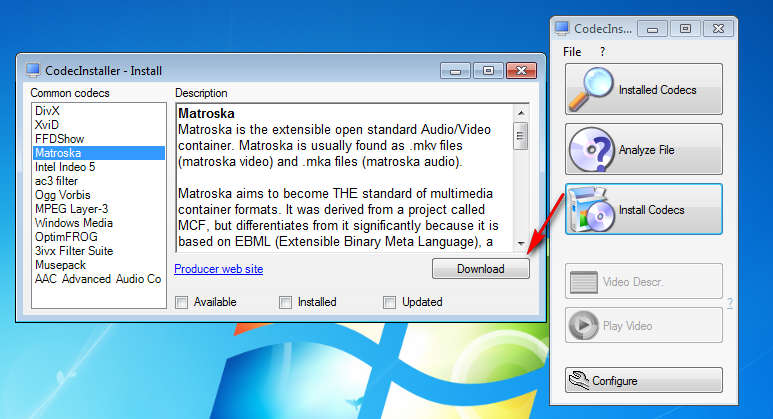 CodecInstaller - Install
Common codecs
DivX
XviD
FFDShow
Matroska
Intel Indeo 5
ac3 filter
Ogg Vorbis
MPEG Layer-3
Windows Media
OptimFROG
3ivx Filter Suite
Musepack
AAC Advanced Audio Co
Description
Matroska
Matroska is the extensible open standard Audio/Video
container. Matroska is usually found as .mkv files
(matroska video) and .mka files (matroska audio).
Matroska aims to become THE standard of multimedia
container formats. It was derived from a project called
MCF, but differentiates from it significantly because it is
based on EBML (Extensible Binary Meta Language), a
Producer web site
Download
Available
Installed
Updated
CodecIns...
File ?
Installed Codecs
Analyze File
Install Codecs
Video Descr.
?
Play Video
Configure